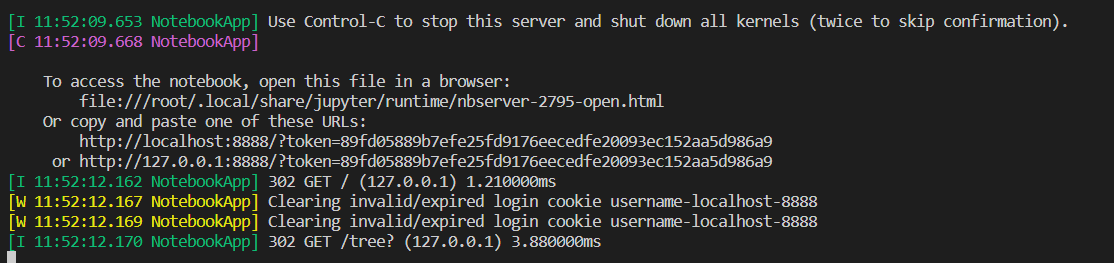 [I 11:52:09.653 NotebookApp] Use Control-C to stop this server and shut down all kernels (twice to skip confirmation).
[C 11:52:09.668 NotebookApp]
To access the notebook, open this file in a browser:
file:///root/.local/share/jupyter/runtime/nbserver-2795-open.html
Or copy and paste one of these URLs:
http://localhost:8888/?token=89fd05889b7efe25fd9176eecedfe20093ec152aa5d986a9
or http://127.0.0.1:8888/?token=89fd05889b7efe25fd9176eecedfe20093ec152aa5d986a9
[I 11:52:12.162 NotebookApp] 302 GET / (127.0.0.1) 1.210000ms
[W 11:52:12.167 NotebookApp] Clearing invalid/expired login cookie username-localhost-8888
[W 11:52:12.169 NotebookApp] Clearing invalid/expired login cookie username-localhost-8888
[I 11:52:12.170 NotebookApp] 302 GET /tree? (127.0.0.1) 3.880000ms